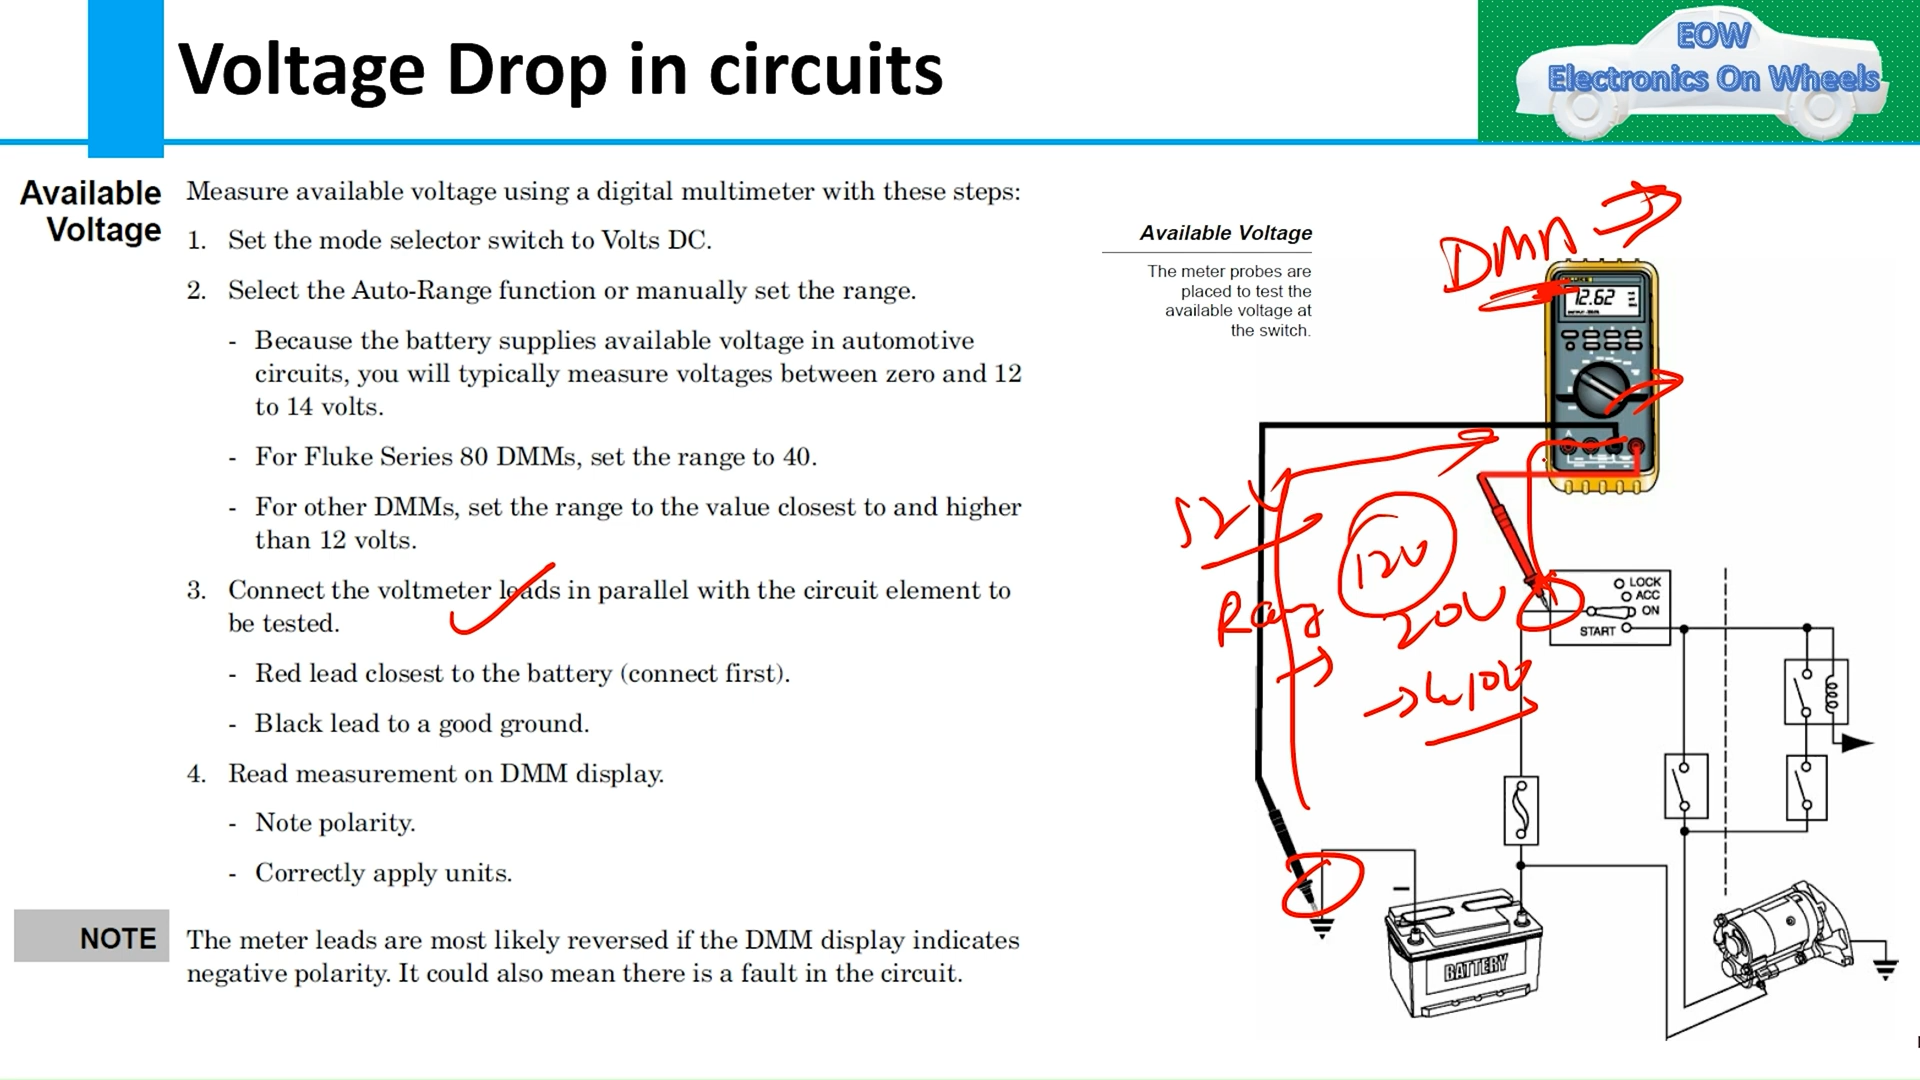 Voltage Drop in circuits
EOW
Electronics On Wheels
Available
Voltage
Measure available voltage using a digital multimeter with these steps:
1. Set the mode selector switch to Volts DC.
2. Select the Auto-Range function or manually set the range.
- Because the battery supplies available voltage in automotive
circuits, you will typically measure voltages between zero and 12
to 14 volts.
- For Fluke Series 80 DMMs, set the range to 40.
- For other DMMs, set the range to the value closest to and higher
than 12 volts.
3. Connect the voltmeter leads in parallel with the circuit element to
be tested.
- Red lead closest to the battery (connect first).
- Black lead to a good ground.
4. Read measurement on DMM display.
- Note polarity.
- Correctly apply units.
NOTE
The meter leads are most likely reversed if the DMM display indicates
negative polarity. It could also mean there is a fault in the circuit.
Available Voltage
The meter probes are
placed to test the
available voltage at
the switch.
DMM
12.62
12V
12V
20V
LOCK
ACC
ON
START
BATTERY